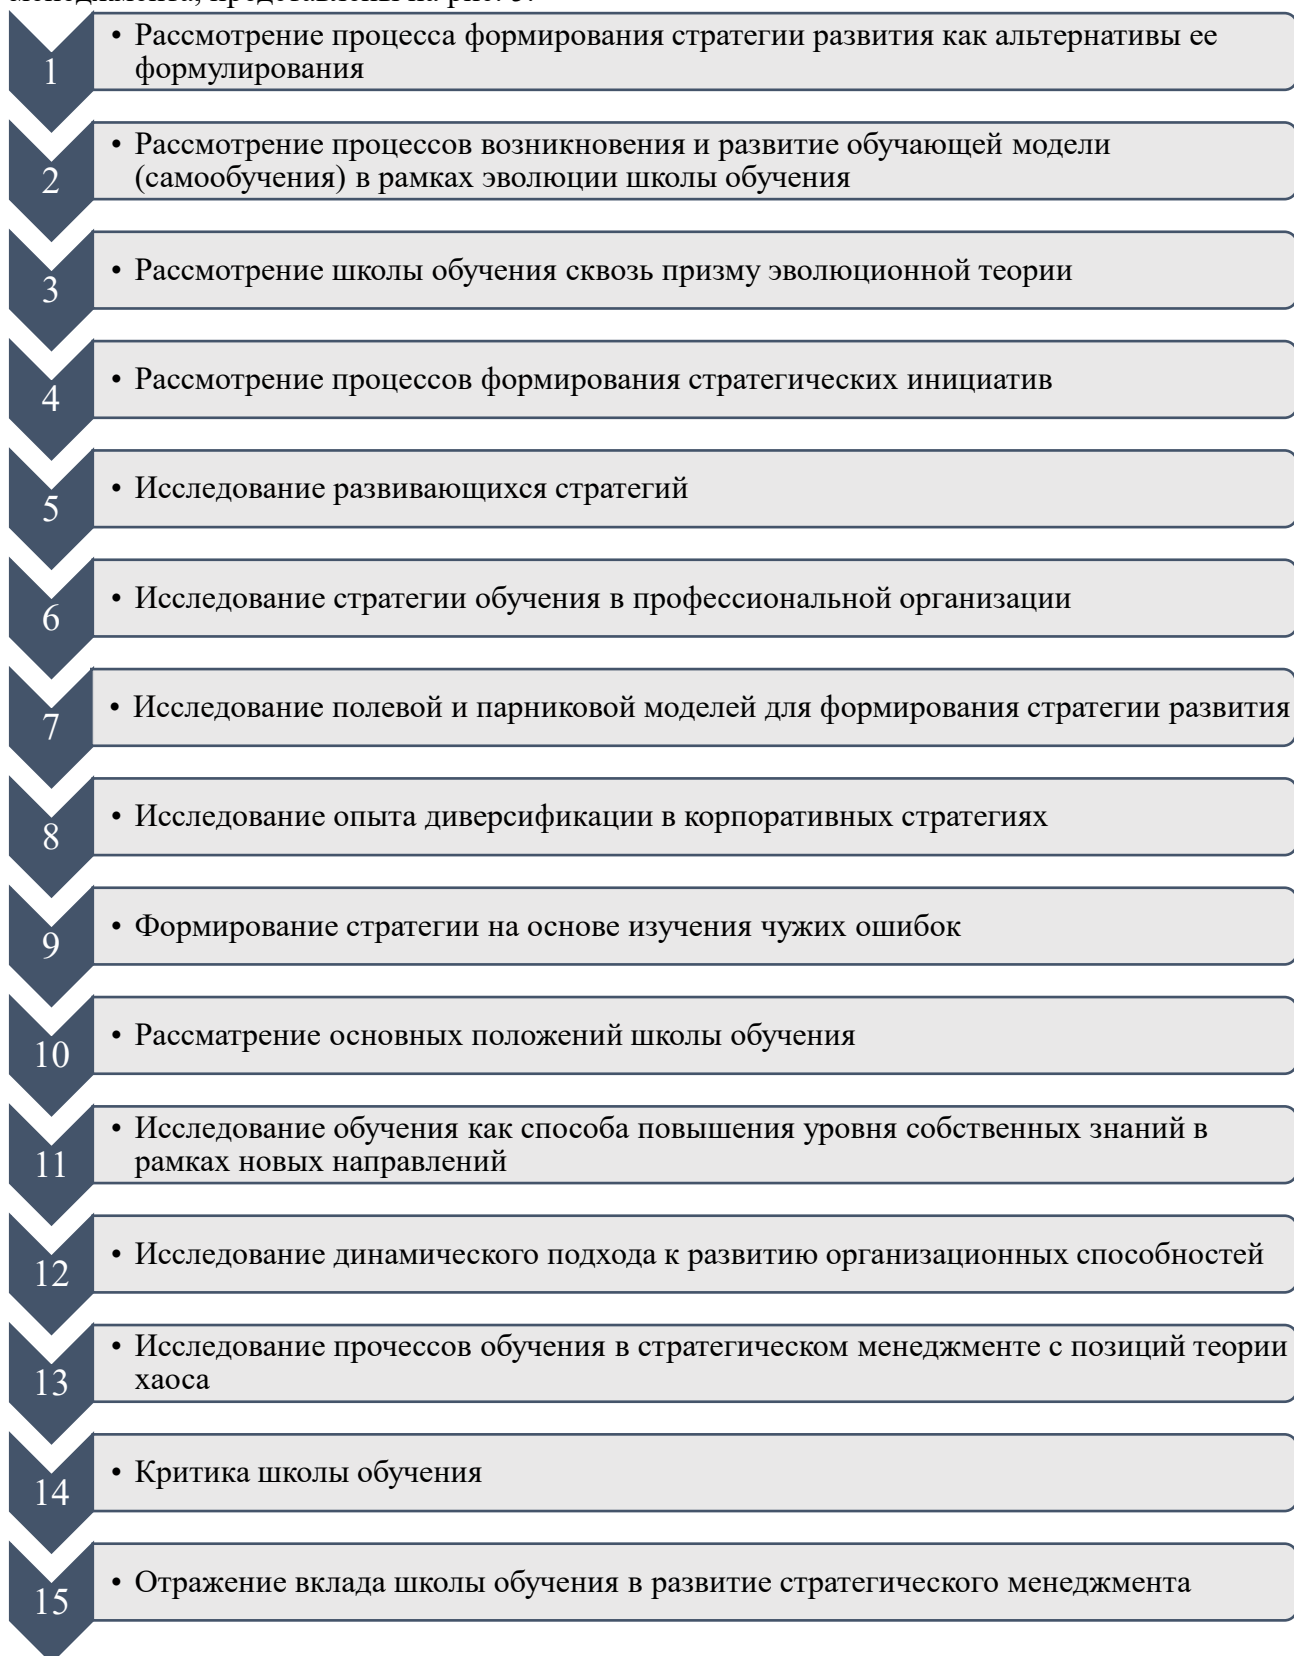 менеджмента, представлены на рис. 3.
1
• Рассмотрение процесса формирования стратегии развития как альтернативы ее
формулирования
2
• Рассмотрение процессов возникновения и развитие обучающей модели
(самообучения) в рамках эволюции школы обучения
3
• Рассмотрение школы обучения сквозь призму эволюционной теории
4
• Рассмотрение процессов формирования стратегических инициатив
5
• Исследование развивающихся стратегий
6
• Исследование стратегии обучения в профессиональной организации
7
• Исследование полевой и парниковой моделей для формирования стратегии развития
8
• Исследование опыта диверсификации в корпоративных стратегиях
9
• Формирование стратегии на основе изучения чужих ошибок
10
• Рассматрение основных положений школы обучения
11
• Исследование обучения как способа повышения уровня собственных знаний в
рамках новых направлений
12
• Исследование динамического подхода к развитию организационных способностей
13
• Исследование прочессов обучения в стратегическом менеджменте с позиций теории
хаоса
14
• Критика школы обучения
15
• Отражение вклада школы обучения в развитие стратегического менеджмента